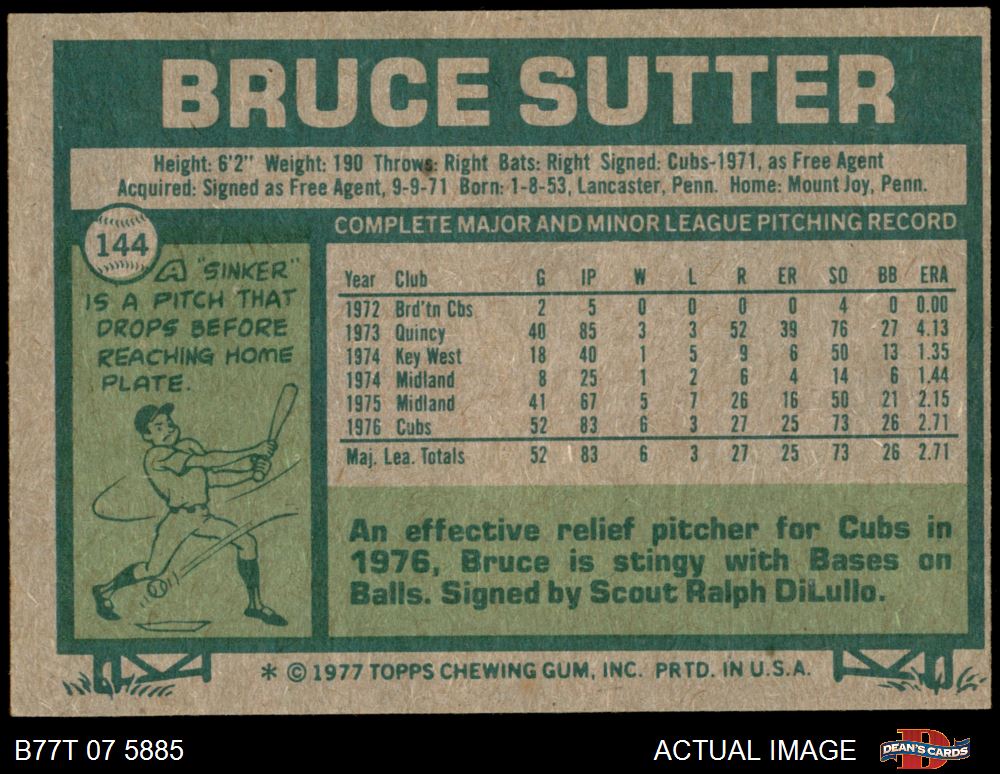 BRUCE SUTTER
Height: 6'2" Weight: 190 Throws: Right Bats: Right Signed: Cubs-1971, as Free Agent
Acquired: Signed as Free Agent, 9-9-71 Born: 1-8-53, Lancaster, Penn. Home: Mount Joy, Penn.
144
A "SINKER"
IS A PITCH THAT
DROPS BEFORE
REACHING HOME
PLATE.
COMPLETE MAJOR AND MINOR LEAGUE PITCHING RECORD
Year Club G IP W L R ER SO BB ERA
1972 Brd'tn Cbs 2 5 0 0 0 0 4 0 0.00
1973 Quincy 40 85 3 3 52 39 76 27 4.13
1974 Key West 18 40 1 5 9 6 50 13 1.35
1974 Midland 8 25 1 2 6 4 14 6 1.44
1975 Midland 41 67 5 7 26 16 50 21 2.15
1976 Cubs 52 83 6 3 27 25 73 26 2.71
Maj. Lea. Totals 52 83 6 3 27 25 73 26 2.71
An effective relief pitcher for Cubs in
1976, Bruce is stingy with Bases on
Balls. Signed by Scout Ralph DiLullo.
* © 1977 TOPPS CHEWING GUM, INC. PRTD. IN U.S.A.
B77T 07 5885
ACTUAL IMAGE
DEAN'S CARDS